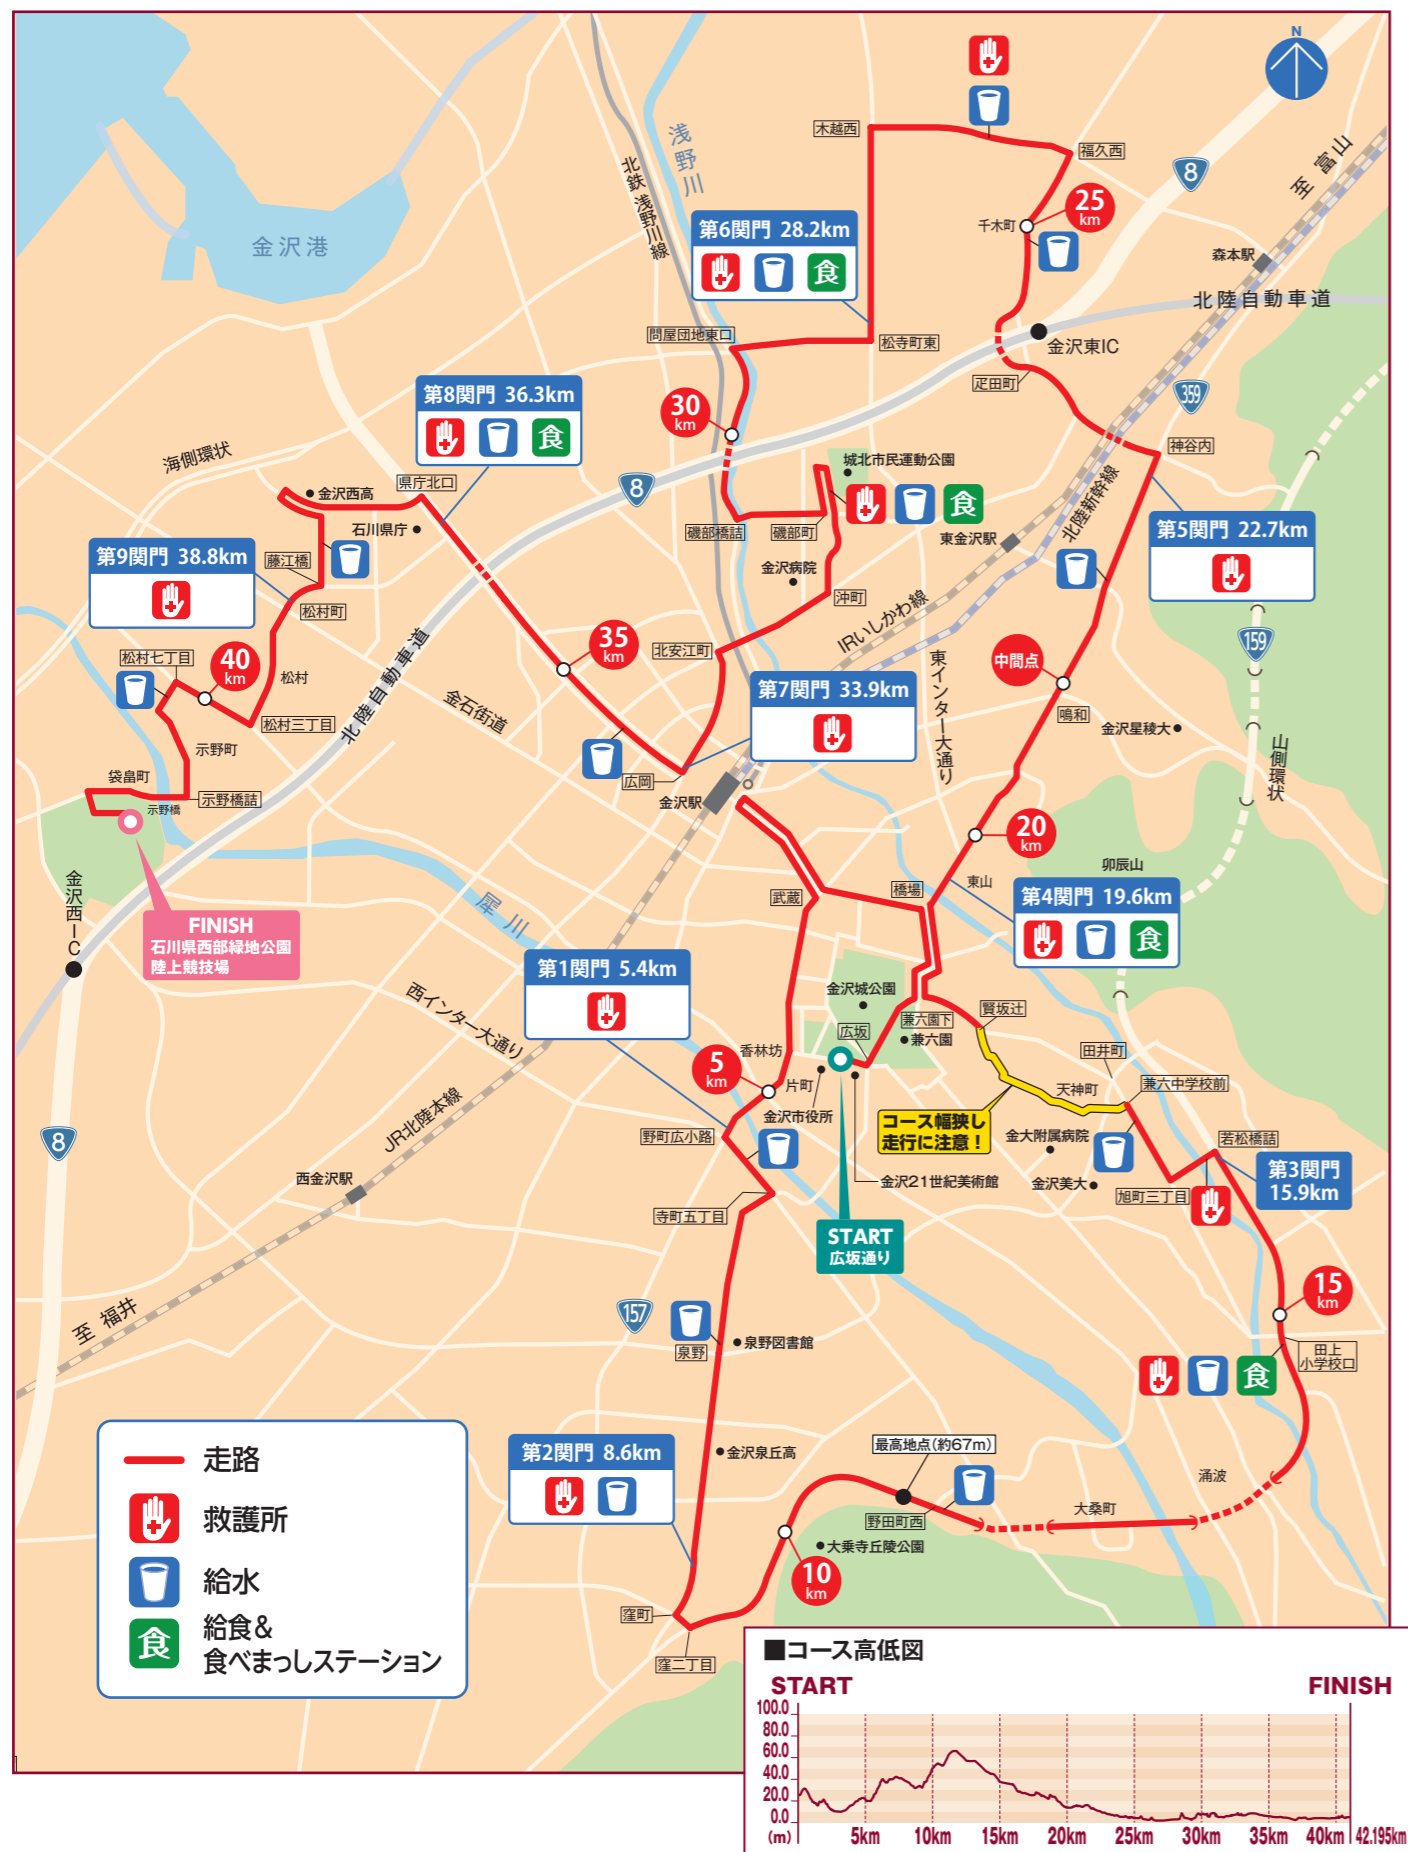 N
木越西
福久西
8
至 富山
浅野川
北鉄 浅野川線
金沢港
第6関門 28.2km
食
25
km
千木町
森本駅
北陸自動車道
問屋団地東口
松寺町東
金沢東IC
疋田町
359
神谷内
第8関門 36.3km
食
30
km
海側環状
県庁北口
金沢西高
石川県庁
8
城北市民運動公園
食
北陸新幹線
磯部橋詰
磯部町
東金沢駅
第5関門 22.7km
第9関門 38.8km
藤江橋
松村町
金沢病院
沖町
IRいしかわ線
159
35
km
北安江町
北陸自動車道
松村七丁目
40
km
松村
松村三丁目
金石街道
第7関門 33.9km
中間点
鳴和
金沢星稜大
東インター大通り
山側環状
示野町
袋畠町
示野橋詰
示野橋
広岡
金沢駅
20
km
東山
卯辰山
橋場
武蔵
第4関門 19.6km
食
金沢西IC
FINISH
石川県西部緑地公園
陸上競技場
犀川
第1関門 5.4km
西インター大通り
金沢城公園
広坂
兼六園下
兼六園
賢坂辻
田井町
兼六中学校前
天神町
香林坊
5
km
片町
金沢市役所
コース幅狭し
走行に注意！
金大附属病院
若松橋詰
第3関門
15.9km
金沢美大
旭町三丁目
JR北陸本線
8
西金沢駅
野町広小路
寺町五丁目
金沢21世紀美術館
START
広坂通り
至 福井
157
泉野
泉野図書館
15
km
田上
小学校口
食
走路
救護所
給水
食
給食&
食べまっしステーション
第2関門 8.6km
金沢泉丘高
最高地点(約67m)
野田町西
大桑町
涌波
大乗寺丘陵公園
10
km
窪町
窪二丁目
■コース高低図
START
FINISH
100.0
80.0
60.0
40.0
20.0
0.0
(m)
5km
10km
15km
20km
25km
30km
35km
40km
42.195km